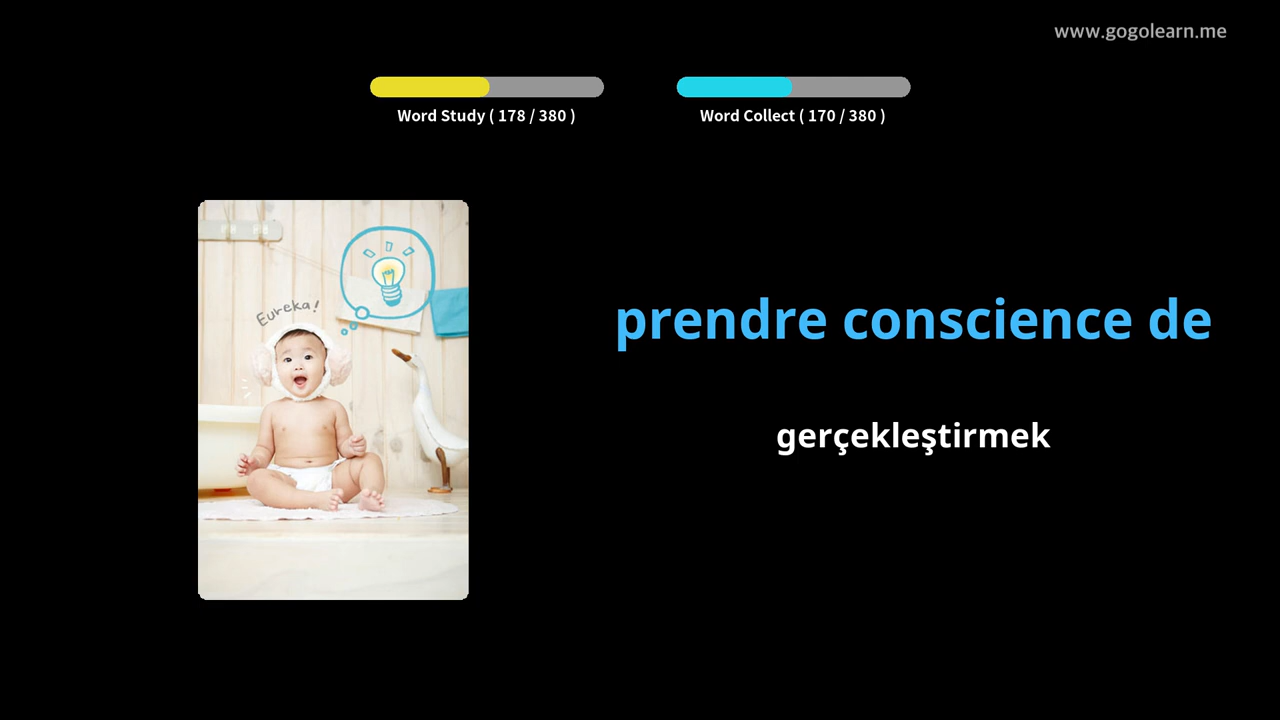 www.gogolearn.me
Word Study ( 178 / 380 )
Word Collect ( 170 / 380 )
Eureka!
prendre conscience de
gerçekleştirmek